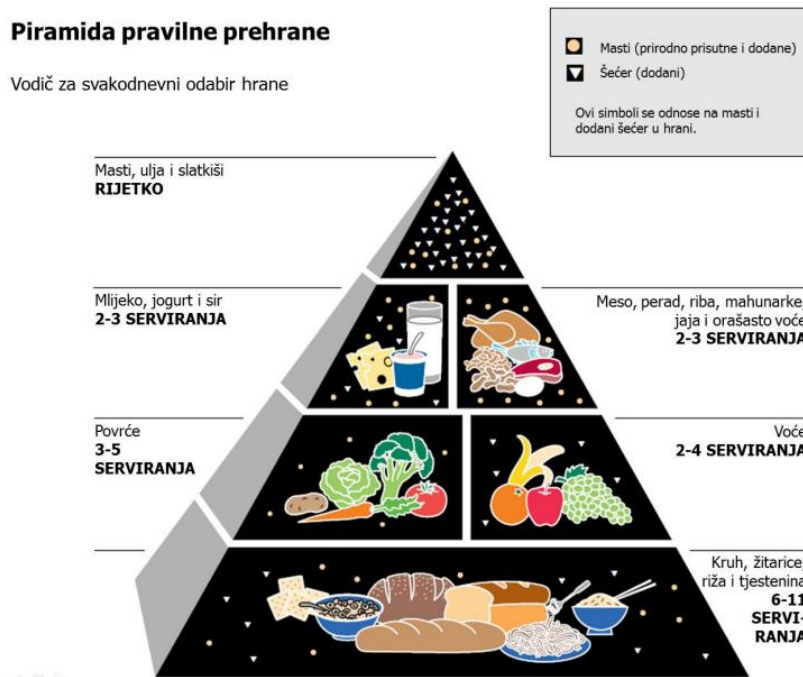 Piramida pravilne prehrane
Vodič za svakodnevni odabir hrane
Masti (prirodno prisutne i dodane)
Šećer (dodani)
Ovi simboli se odnose na masti i
dodani šećer u hrani.
Masti, ulja i slatkiši
RIJETKO
Mlijeko, jogurt i sir
2-3 SERVIRANJA
Meso, perad, riba, mahunarke,
jaja i orašasto voće
2-3 SERVIRANJA
Povrće
3-5
SERVIRANJA
Voće
2-4 SERVIRANJA
Kruh, žitarice,
riža i tjestenina
6-11
SERVI-
RANJA